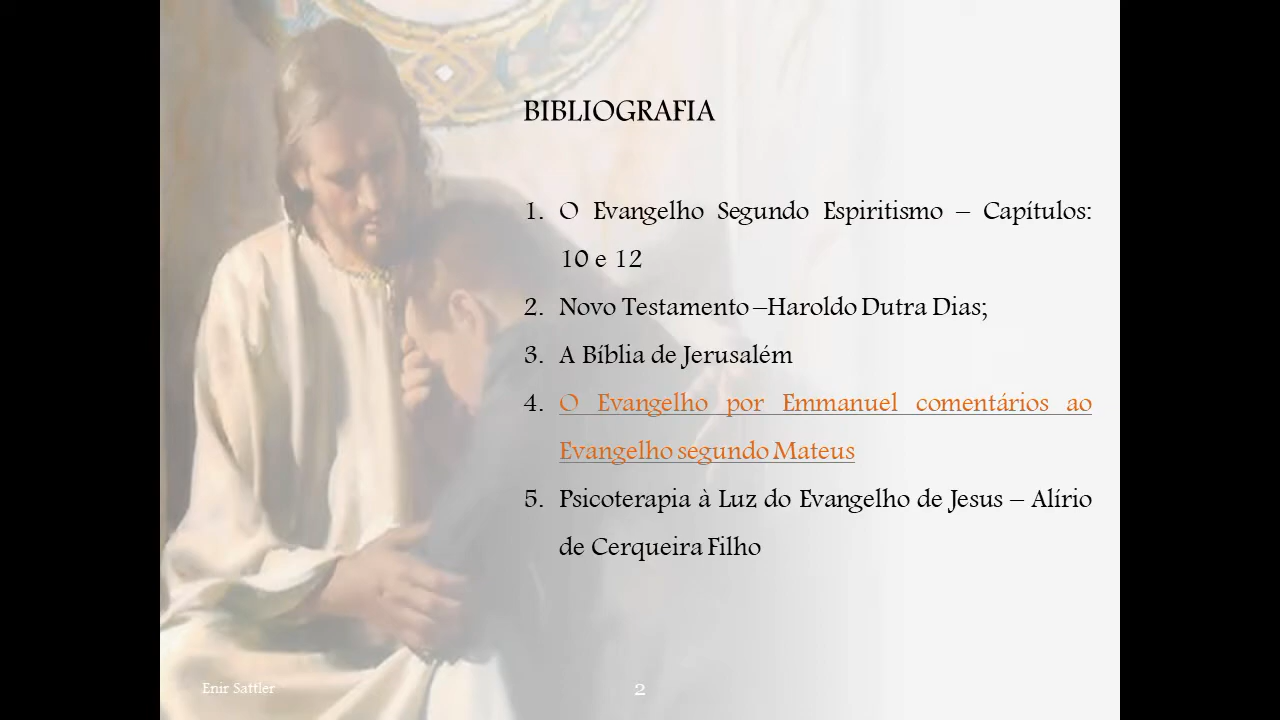 BIBLIOGRAFIA
1. O Evangelho Segundo Espiritismo – Capítulos:
10 e 12
2. Novo Testamento –Haroldo Dutra Dias;
3. A Bíblia de Jerusalém
4. O Evangelho por Emmanuel comentários ao
Evangelho segundo Mateus
5. Psicoterapia à Luz do Evangelho de Jesus – Alírio
de Cerqueira Filho
Enir Sattler
2